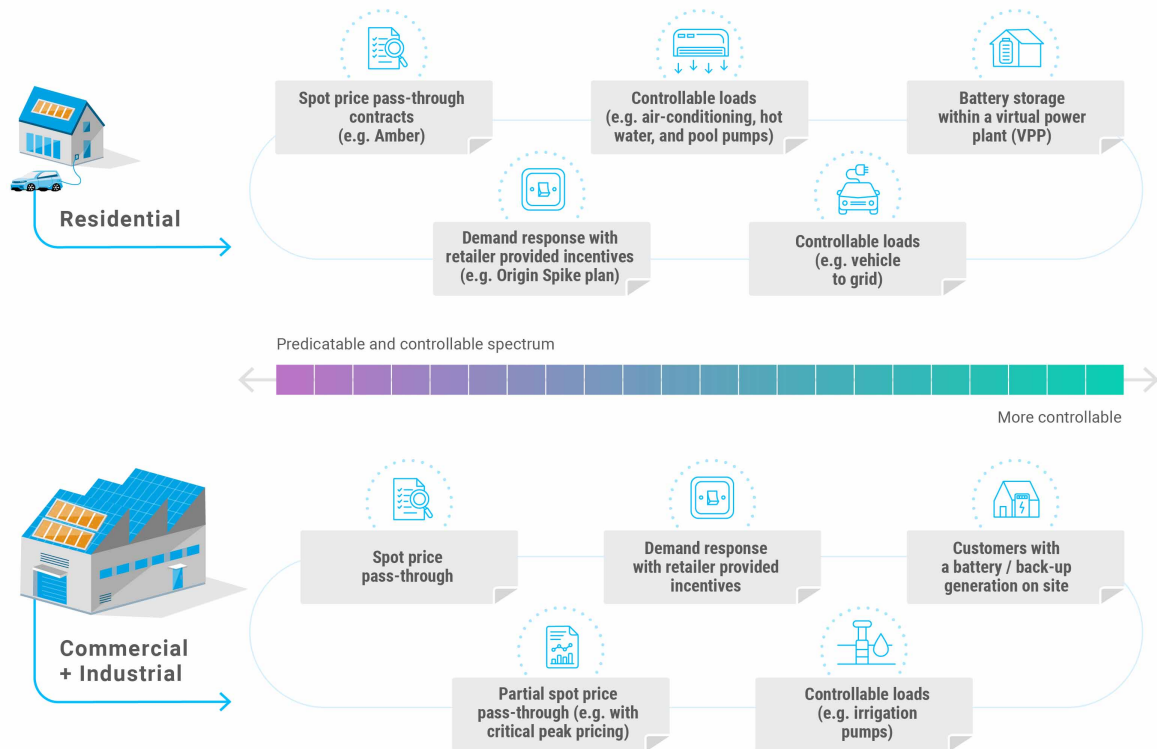 Spot price pass-through
contracts
(e.g. Amber)
Controllable loads
(e.g. air-conditioning, hot
water, and pool pumps)
Battery storage
within a virtual power
plant (VPP)
Residential
Demand response with
retailer provided incentives
(e.g. Origin Spike plan)
Controllable loads
(e.g. vehicle
to grid)
Predicatable and controllable spectrum
More controllable
Spot price
pass-through
Demand response
with retailer provided
incentives
Customers with
a battery / back-up
generation on site
Commercial
+ Industrial
Partial spot price
pass-through (e.g. with
critical peak pricing)
Controllable loads
(e.g. irrigation
pumps)